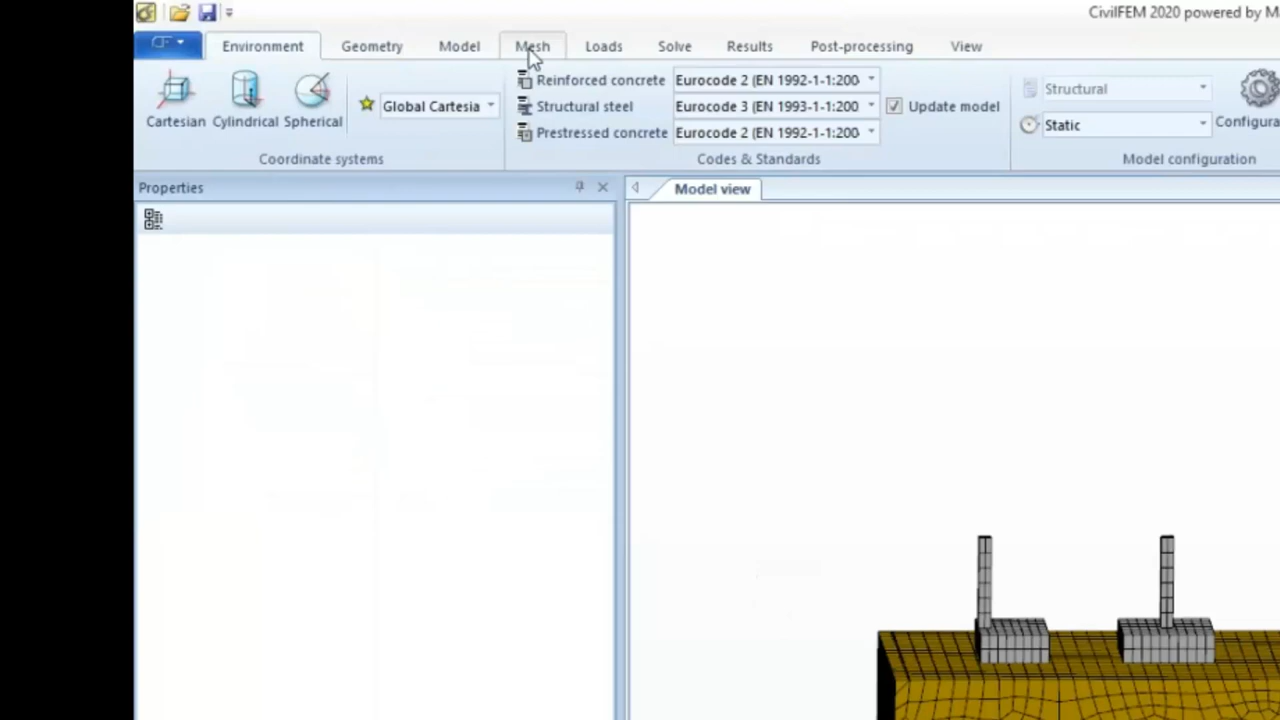 CivilFEM 2020 powered by M
Environment Geometry Model Mesh Loads Solve Results Post-processing View
Cartesian Cylindrical Spherical
Global Cartesia
Coordinate systems
Reinforced concrete Eurocode 2 (EN 1992-1-1:200
Structural steel Eurocode 3 (EN 1993-1-1:200
Prestressed concrete Eurocode 2 (EN 1992-1-1:200
Update model
Codes & Standards
Structural
Static
Configura
Model configuration
Properties
Model view